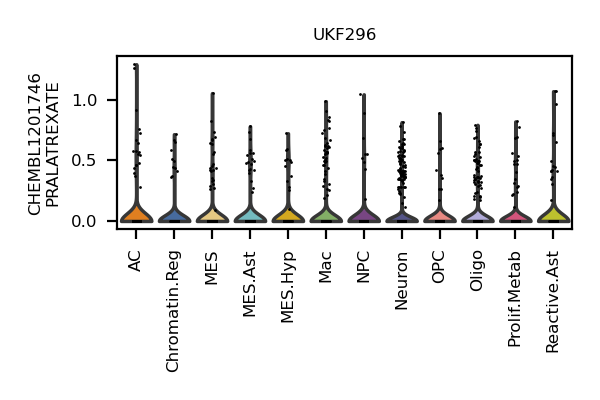 UKF296
CHEMBL1201746
PRALATREXATE
1.0
0.5
0.0
AC
Chromatin.Reg
MES
MES.Ast
MES.Hyp
Mac
NPC
Neuron
OPC
Oligo
Prolif.Metab
Reactive.Ast